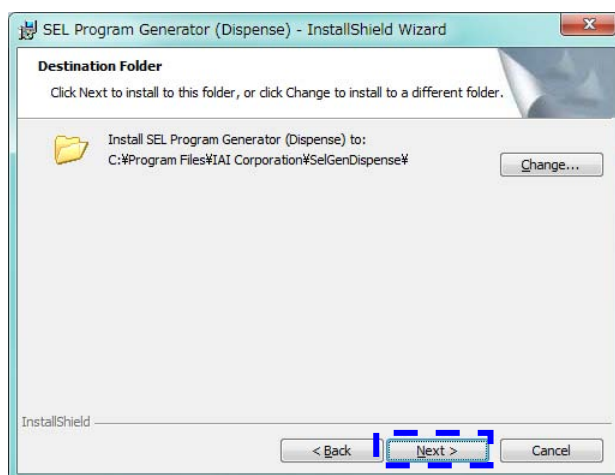 SEL Program Generator (Dispense) - InstallShield Wizard
Destination Folder
Click Next to install to this folder, or click Change to install to a different folder.
Install SEL Program Generator (Dispense) to:
C:¥Program Files¥IAI Corporation¥SelGenDispense¥
Change...
InstallShield
< Back
Next >
Cancel